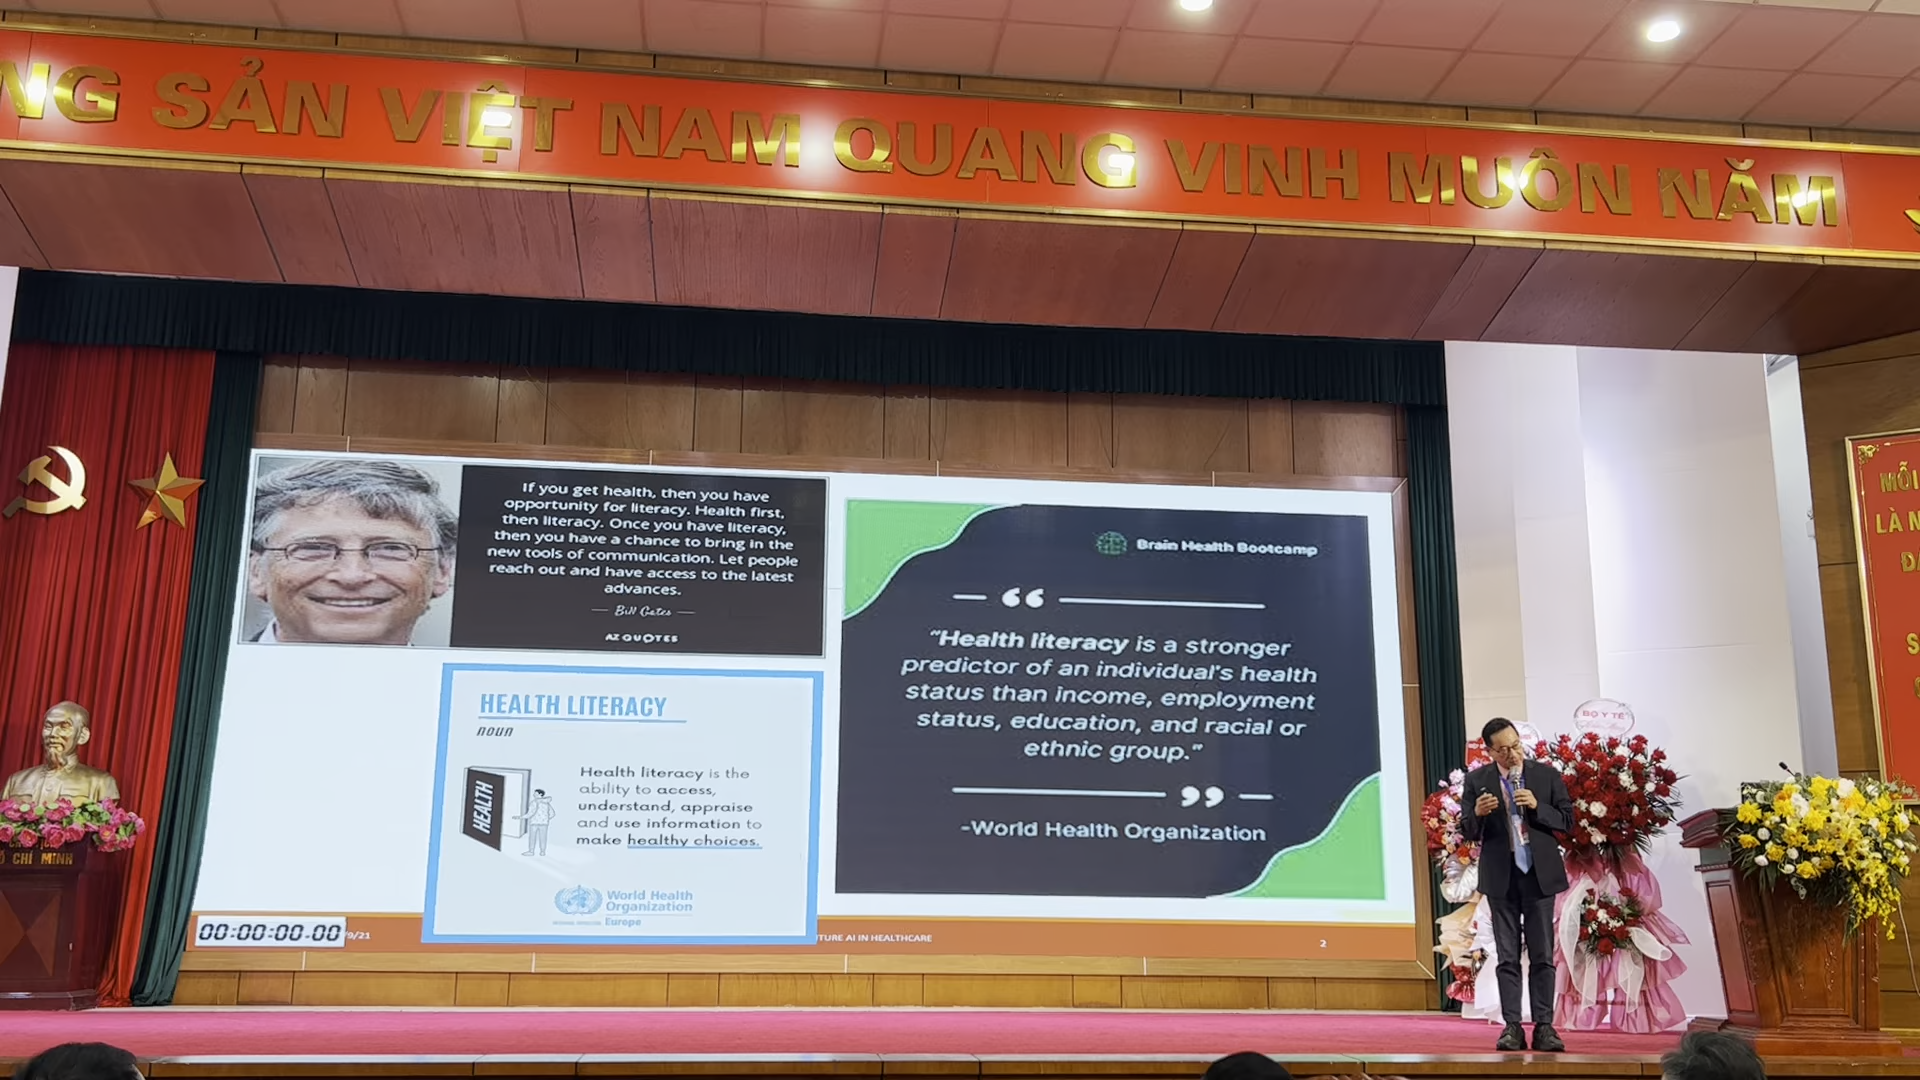 NG SẢN VIỆT NAM QUANG VINH MUÔN NĂM
If you get health, then you have
opportunity for literacy. Health first,
then literacy. Once you have literacy,
then you have a chance to bring in the
new tools of communication. Let people
reach out and have access to the latest
advances.
— Bill Gates —
AZ QUOTES
HEALTH LITERACY
noun
HEALTH
Health literacy is the
ability to access,
understand, appraise
and use information to
make healthy choices.
World Health
Organization
Europe
Brain Health Bootcamp
“
“Health literacy is a stronger
predictor of an individual's health
status than income, employment
status, education, and racial or
ethnic group.”
”
-World Health Organization
00:00:00.00
/9/21
TURE AI IN HEALTHCARE
2
BỘ Y TẾ
CHÍ MINH
MỖI
LÀ